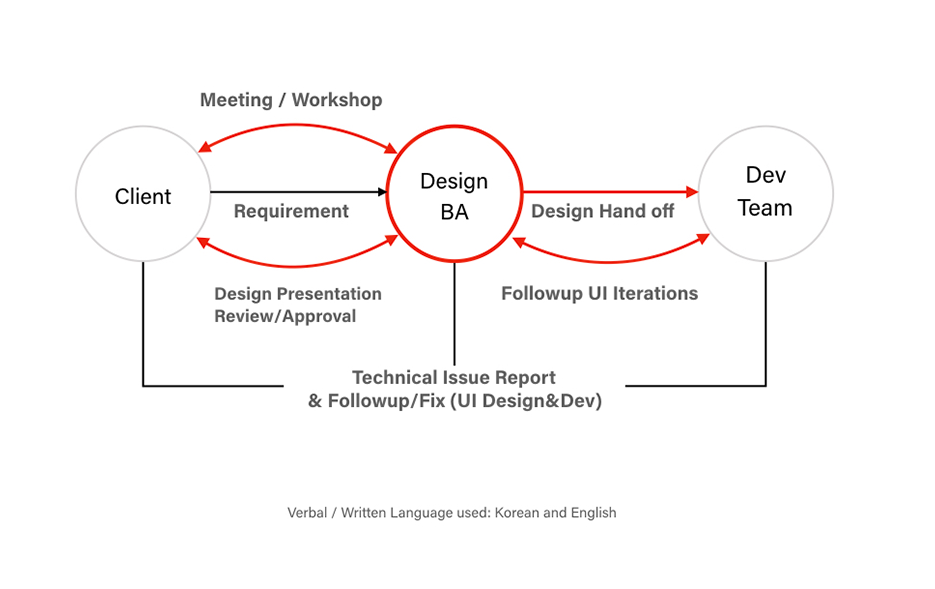 Meeting / Workshop
Client
Design
BA
Dev
Team
Requirement
Design Hand off
Design Presentation
Review/Approval
Followup UI Iterations
Technical Issue Report
& Followup/Fix (UI Design&Dev)
Verbal / Written Language used: Korean and English